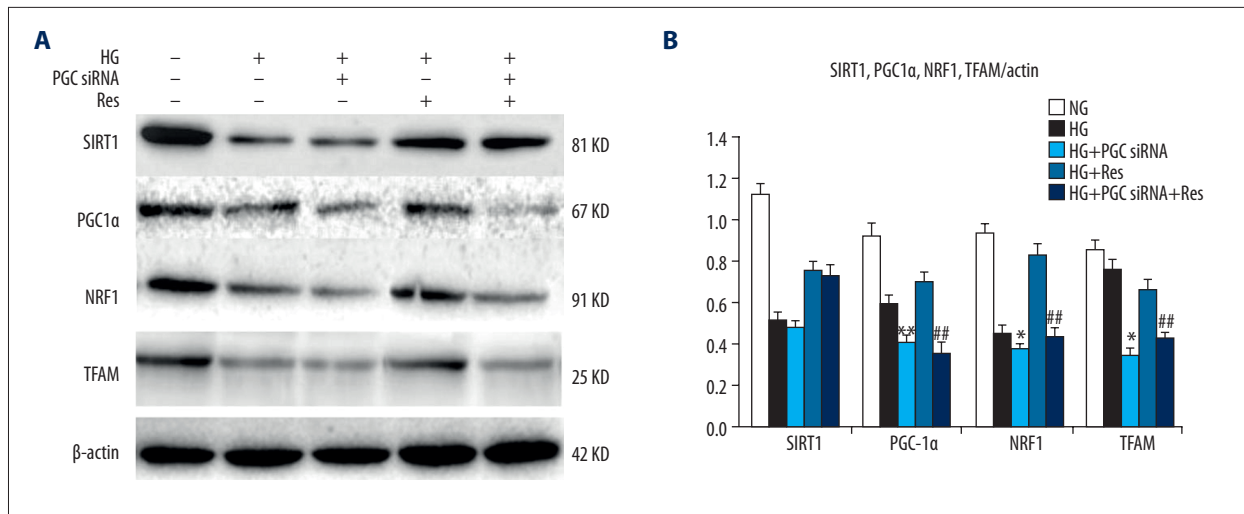 A
HG – + + + +
PGC siRNA – – + – +
Res – – – + +
SIRT1 81 KD
PGC1α 67 KD
NRF1 91 KD
TFAM 25 KD
β-actin 42 KD
B
SIRT1, PGC1α, NRF1, TFAM/actin
NG
HG
HG+PGC siRNA
HG+Res
HG+PGC siRNA+Res
1.4
1.2
1.0
0.8
0.6
0.4
0.2
0.0
** ## * ## * ##
SIRT1 PGC-1α NRF1 TFAM